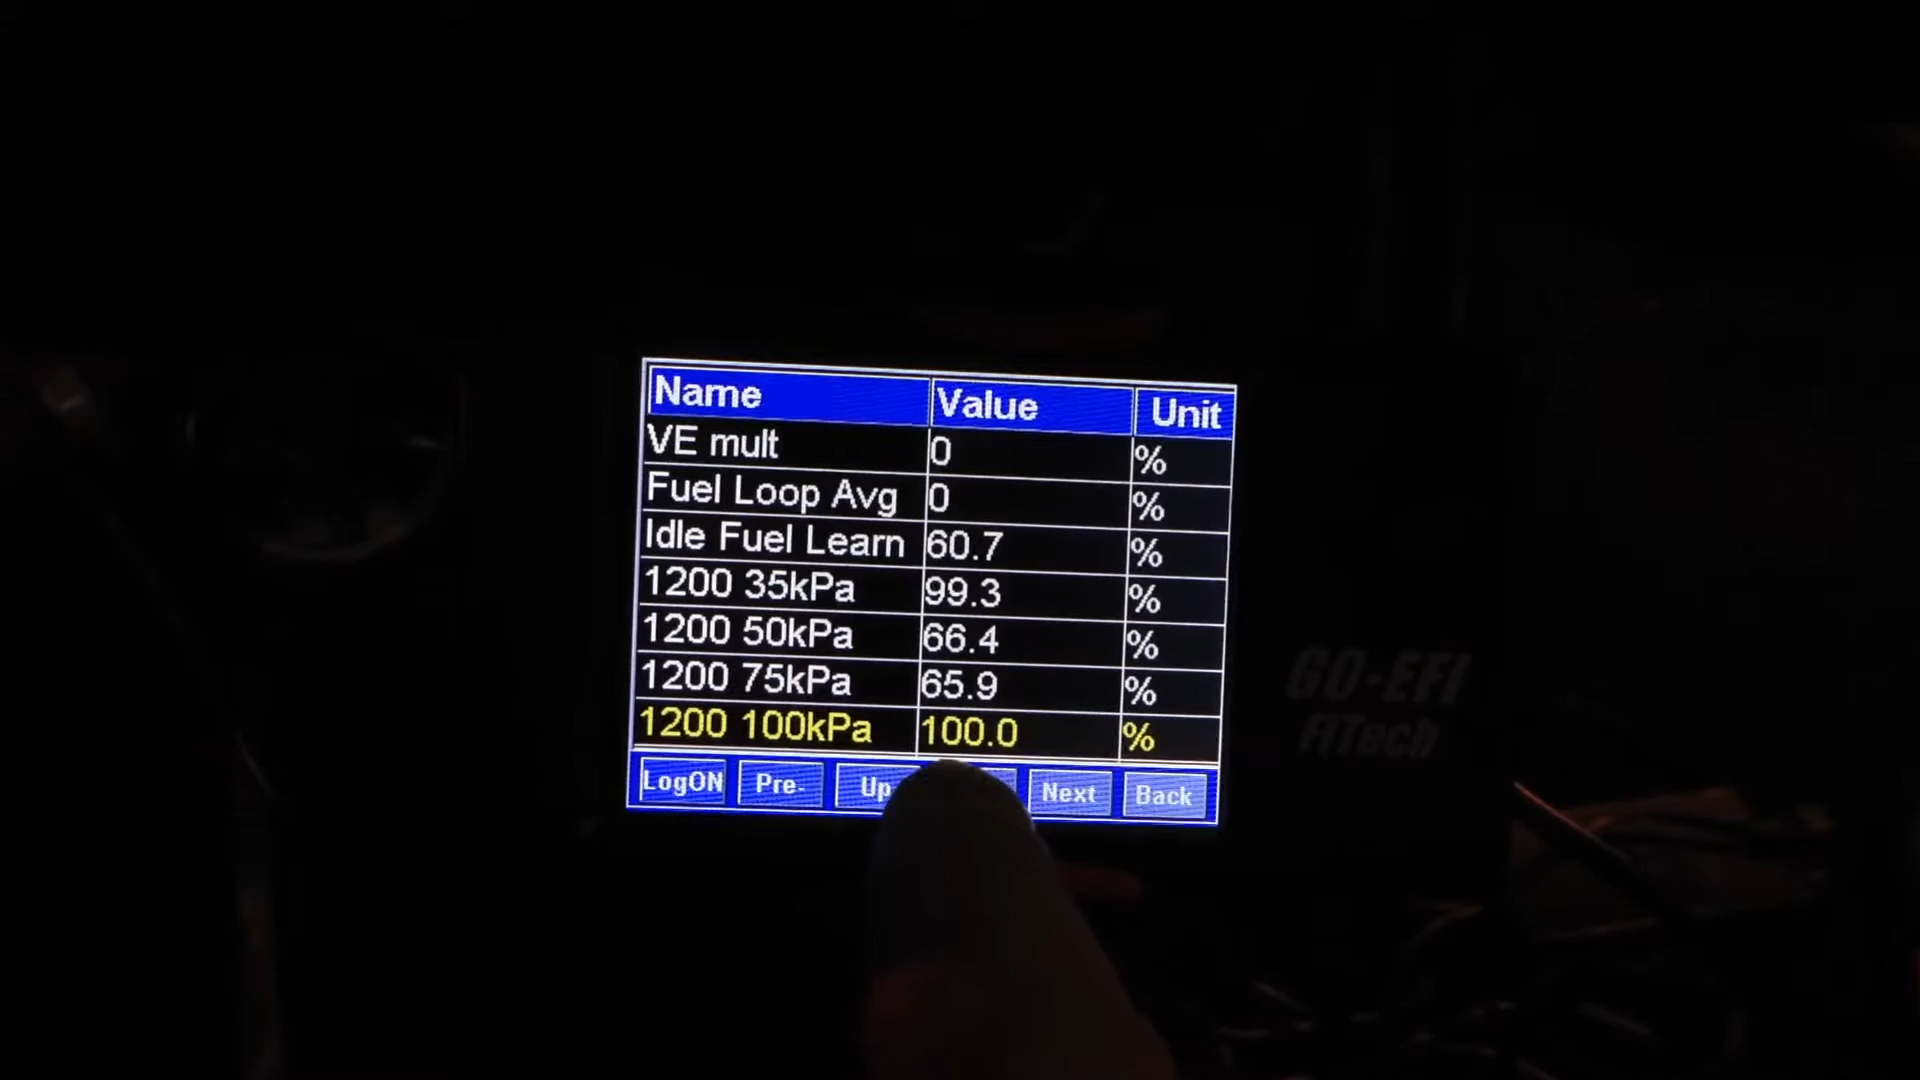 Name Value Unit
VE mult 0 %
Fuel Loop Avg 0 %
Idle Fuel Learn 60.7 %
1200 35kPa 99.3 %
1200 50kPa 66.4 %
1200 75kPa 65.9 %
1200 100kPa 100.0 %
LogON Pre- Up Next Back
GO-EFI
FiTech